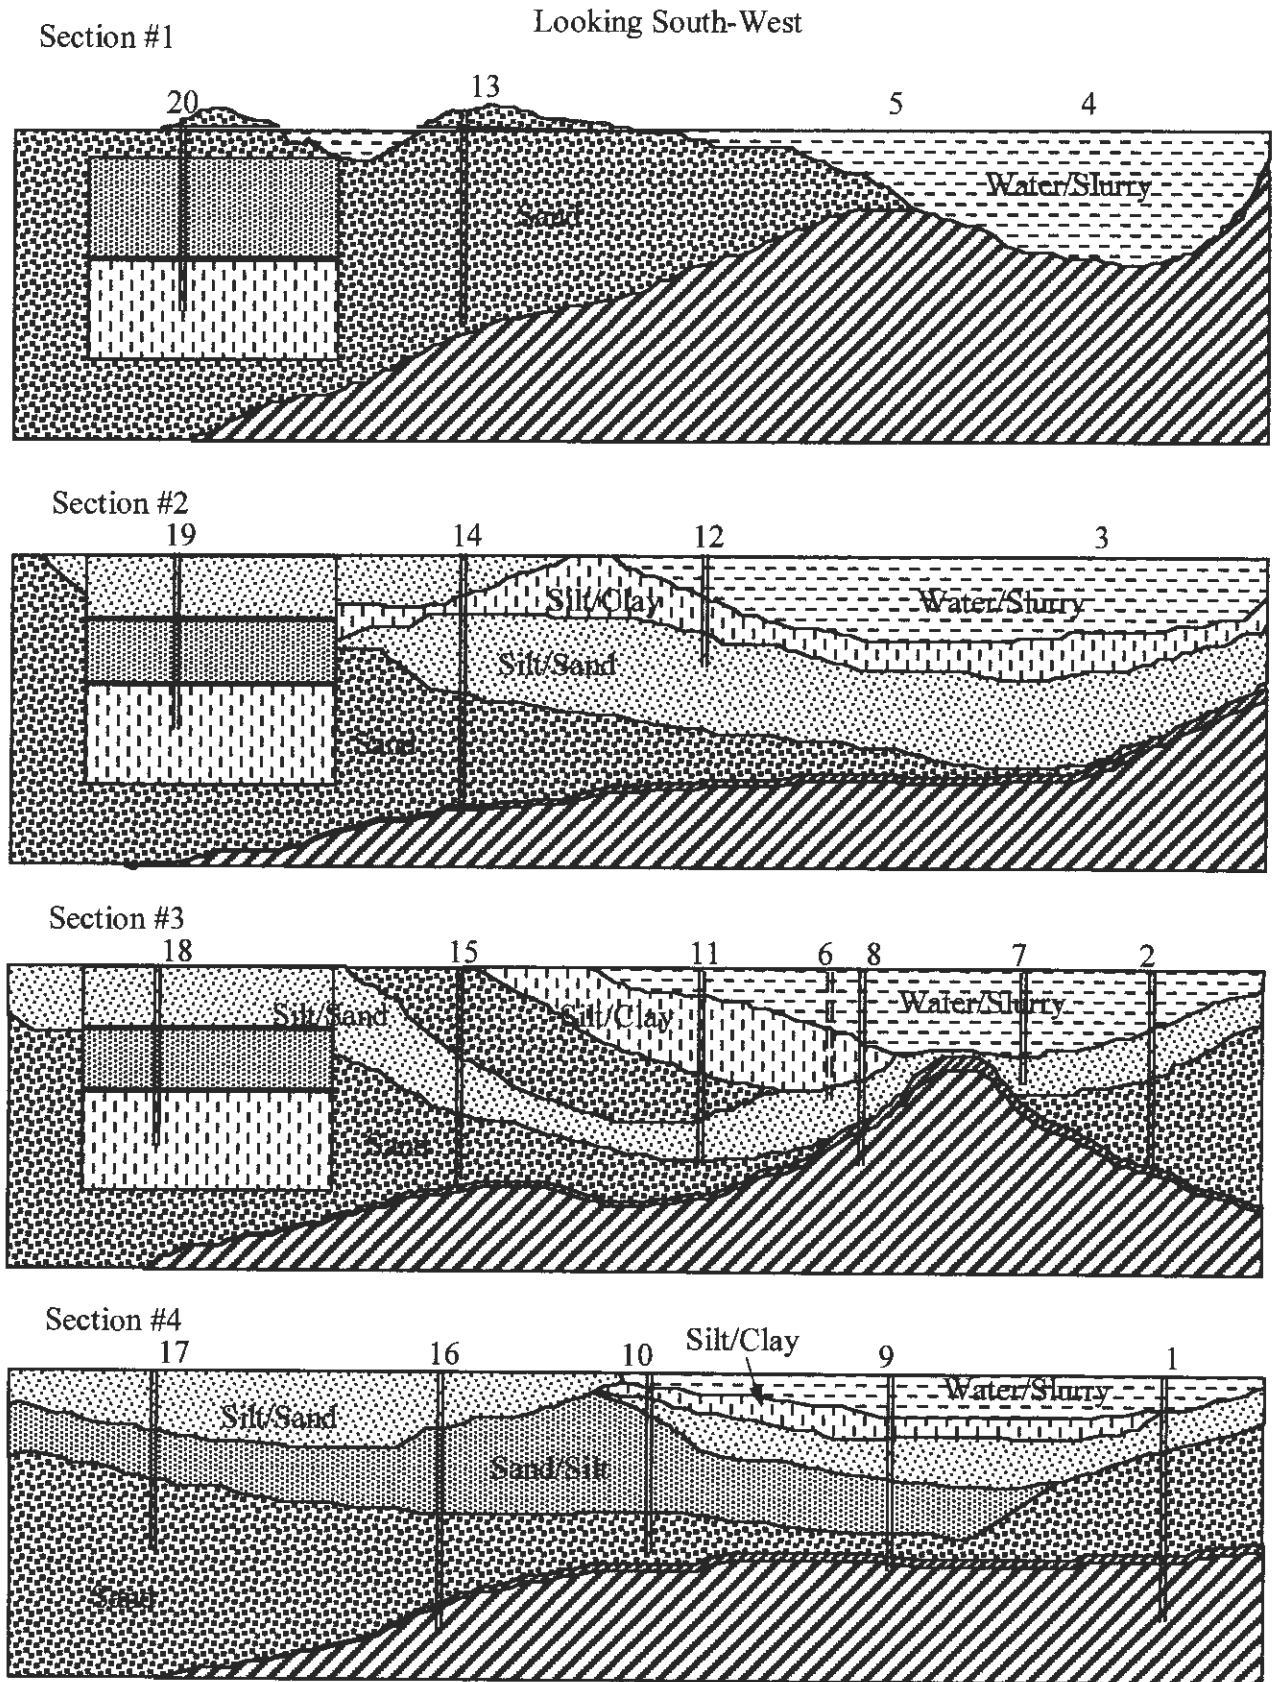 Looking South-West
Section #1
20 13 5 4
Water/Slurry
Sand
Section #2
19 14 12 3
Silt/Clay Water/Slurry
Silt/Sand
Sand
Section #3
18 15 11 6 8 7 2
Silt/Sand Silt/Clay Water/Slurry
Sand
Section #4
17 16 10 Silt/Clay 9 1
Silt/Sand Water/Slurry
Sand/Silt
Sand